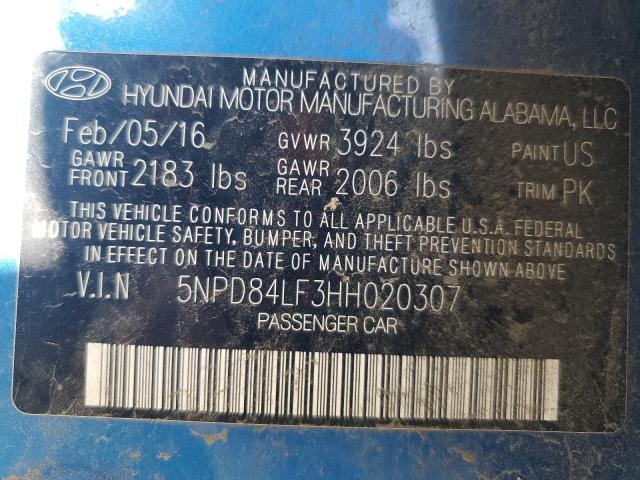 MANUFACTURED BY
HYUNDAI MOTOR MANUFACTURING ALABAMA, LLC
Feb/05/16 GVWR 3924 lbs PAINT US
GAWR FRONT 2183 lbs GAWR REAR 2006 lbs TRIM PK
THIS VEHICLE CONFORMS TO ALL APPLICABLE U.S.A. FEDERAL
MOTOR VEHICLE SAFETY, BUMPER, AND THEFT PREVENTION STANDARDS
IN EFFECT ON THE DATE OF MANUFACTURE SHOWN ABOVE
V.I.N 5NPD84LF3HH020307
PASSENGER CAR